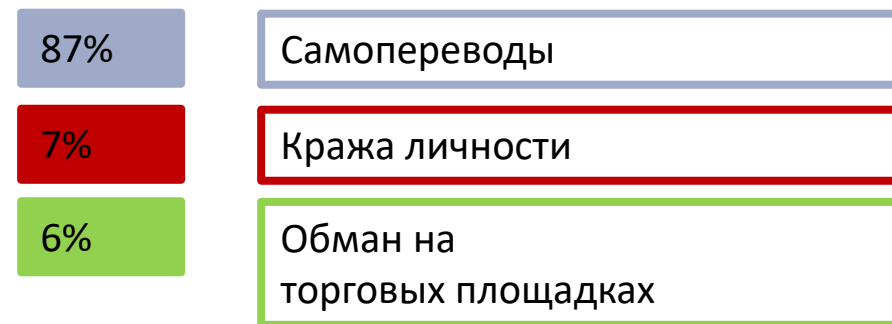 87%
Самопереводы
7%
Кража личности
6%
Обман на
торговых площадках